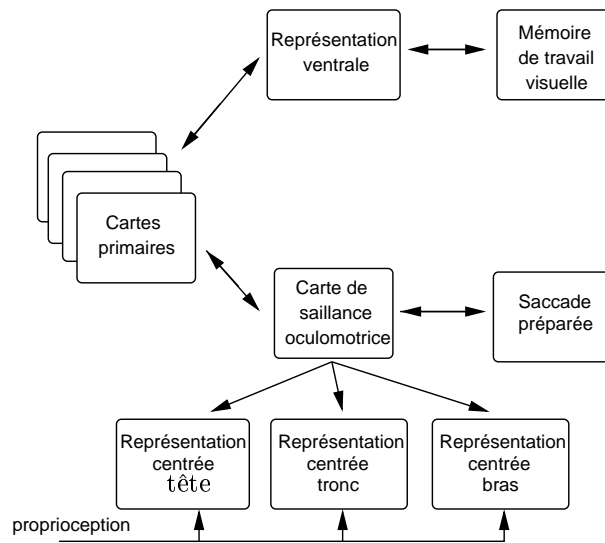 Représentation
ventrale
Mémoire
de travail
visuelle
Cartes
primaires
Carte de
saillance
oculomotrice
Saccade
préparée
Représentation
centrée
tête
Représentation
centrée
tronc
Représentation
centrée
bras
proprioception